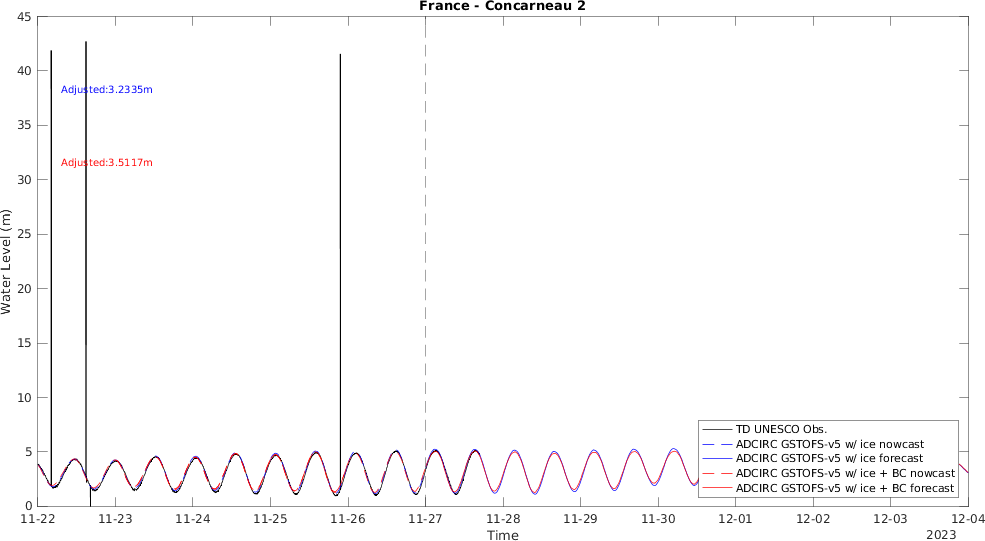 France - Concarneau 2
Water Level (m)
45
40
35
30
25
20
15
10
5
0
Adjusted:3.2335m
Adjusted:3.5117m
TD UNESCO Obs.
ADCIRC GSTOFS-v5 w/ ice nowcast
ADCIRC GSTOFS-v5 w/ ice forecast
ADCIRC GSTOFS-v5 w/ ice + BC nowcast
ADCIRC GSTOFS-v5 w/ ice + BC forecast
11-22 11-23 11-24 11-25 11-26 11-27 11-28 11-29 11-30 12-01 12-02 12-03 12-04
Time
2023